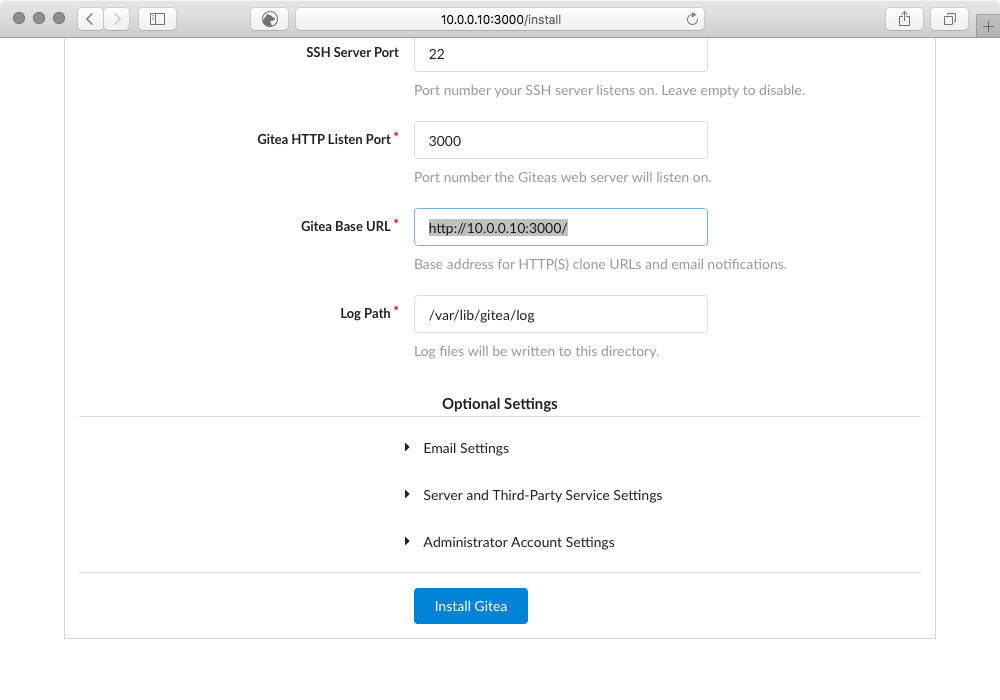 10.0.0.10:3000/install
SSH Server Port
22
Port number your SSH server listens on. Leave empty to disable.
Gitea HTTP Listen Port *
3000
Port number the Giteas web server will listen on.
Gitea Base URL *
http://10.0.0.10:3000/
Base address for HTTP(S) clone URLs and email notifications.
Log Path *
/var/lib/gitea/log
Log files will be written to this directory.
Optional Settings
Email Settings
Server and Third-Party Service Settings
Administrator Account Settings
Install Gitea